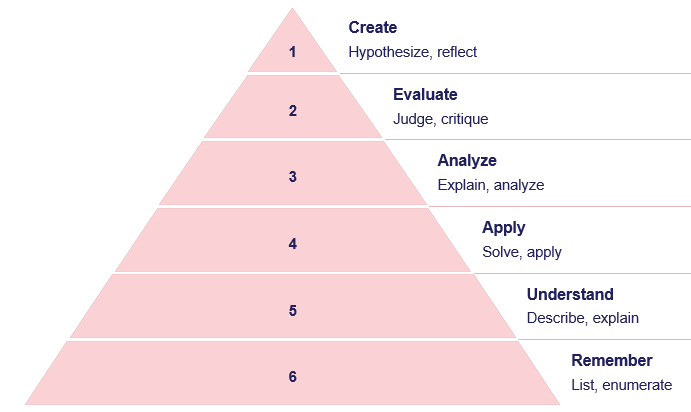 Create
1
Hypothesize, reflect
Evaluate
2
Judge, critique
Analyze
3
Explain, analyze
Apply
4
Solve, apply
Understand
5
Describe, explain
Remember
6
List, enumerate